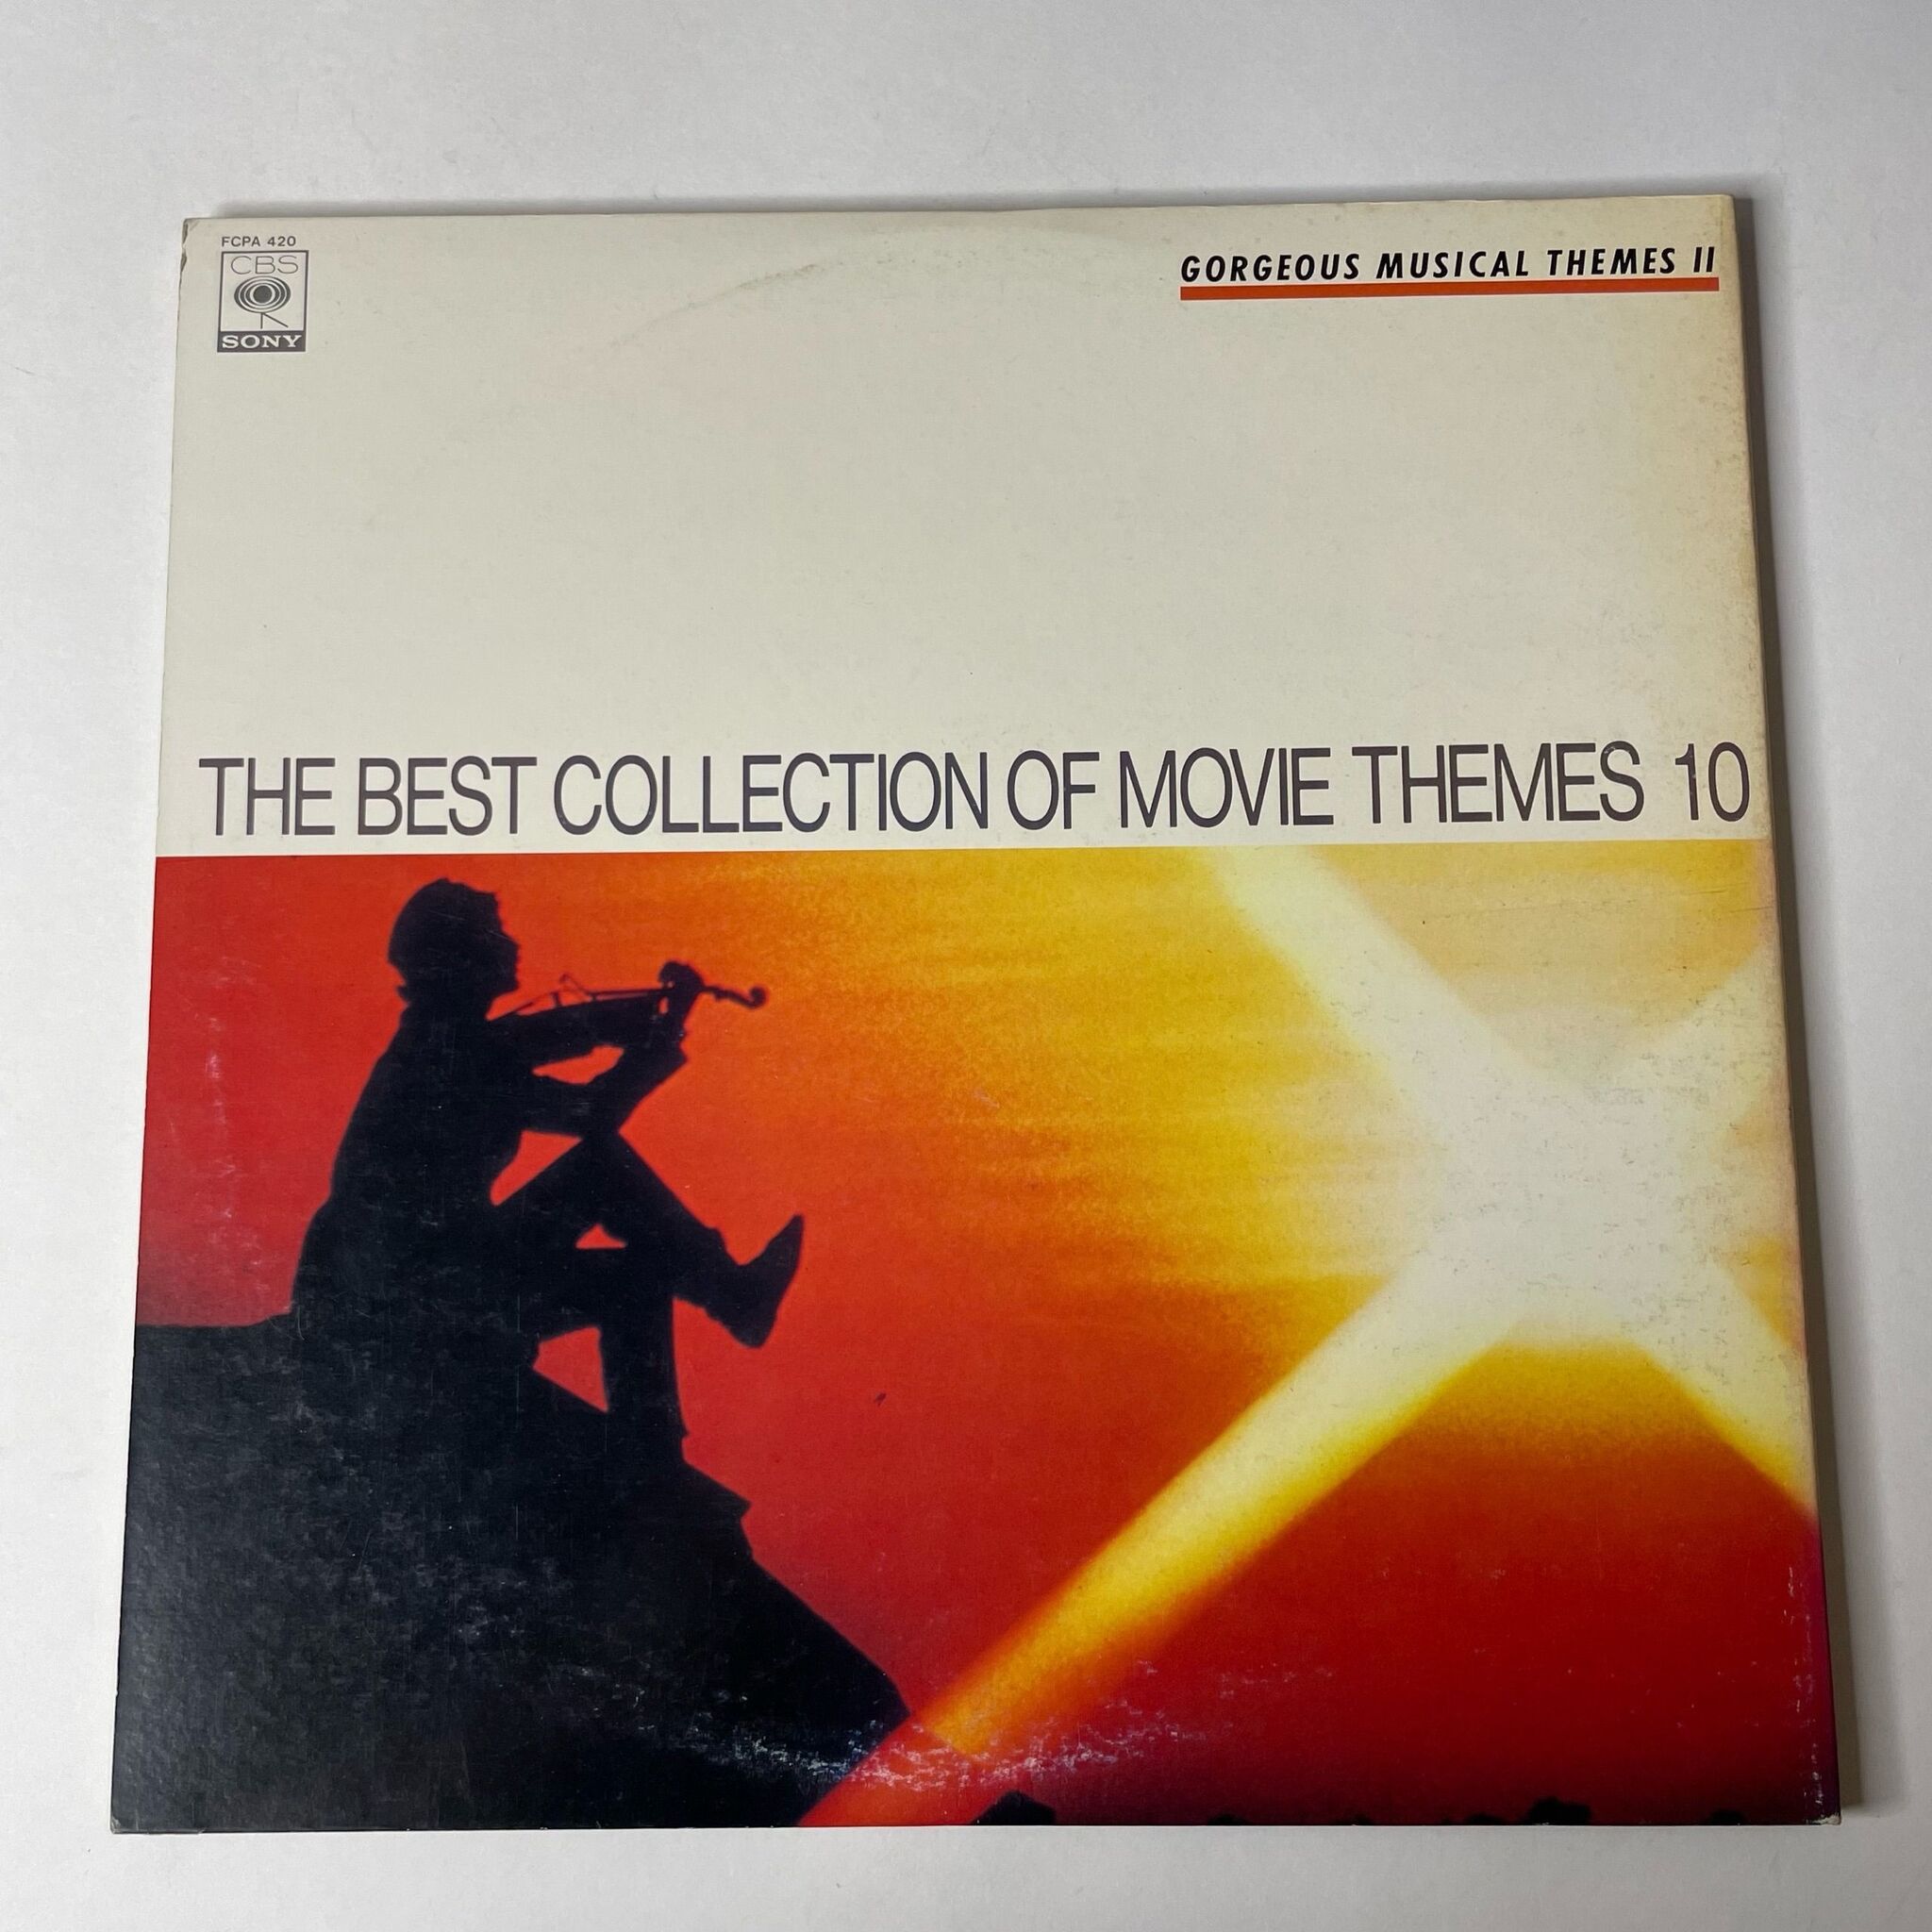 FCPA 420
CBS
SONY
GORGEOUS MUSICAL THEMES II
THE BEST COLLECTION OF MOVIE THEMES 10